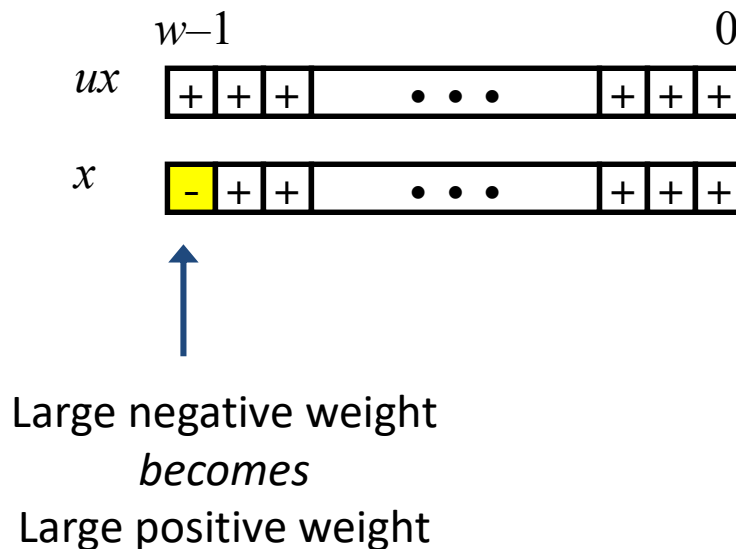 w–1 0
ux + + + • • • + + +
x - + + • • • + + +
Large negative weight
becomes
Large positive weight